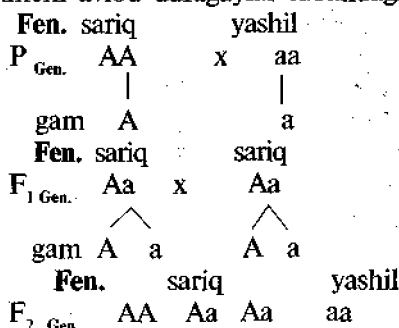 Fen. sariq yashil
P Gen. AA x aa
gam A a
Fen. sariq sariq
F1 Gen. Aa x Aa
gam A a A a
Fen. sariq yashil
F2 Gen. AA Aa Aa aa